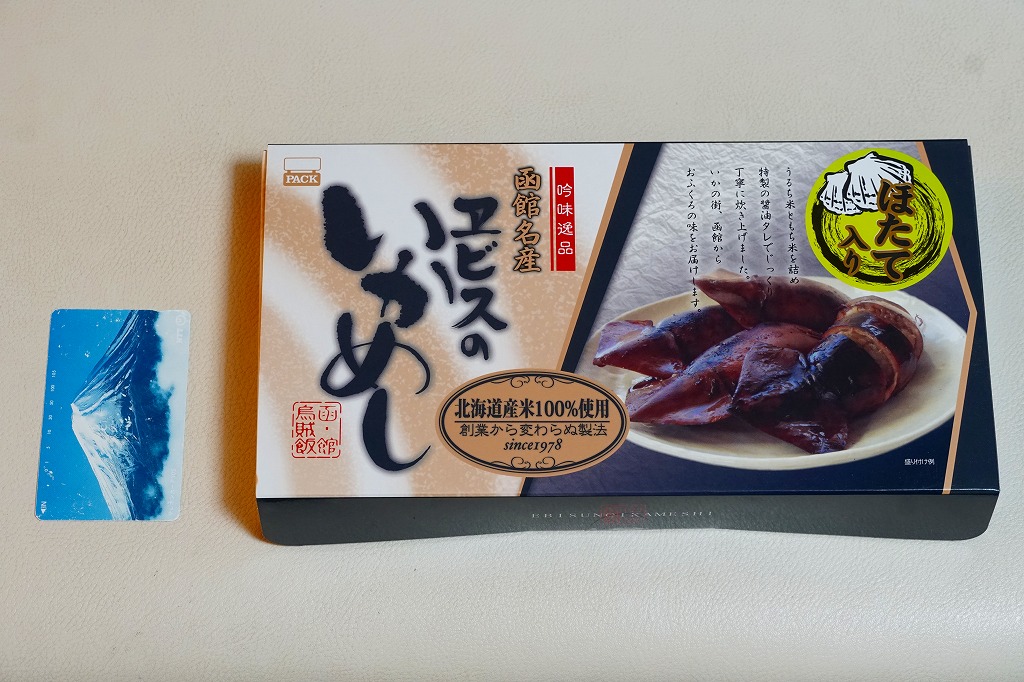 PACK
吟味逸品
函館名産
ヱビスの
いかめし
函・館
烏賊飯
北海道産米100%使用
創業から変わらぬ製法
since1978
ほたて
入り
うるち米ともち米を詰め
特製の醤油タレでじっくり
丁寧に炊き上げました。
いかの街、函館から
おふくろの味をお届けします。
盛り付け例
EBISUNOIKAMESHI